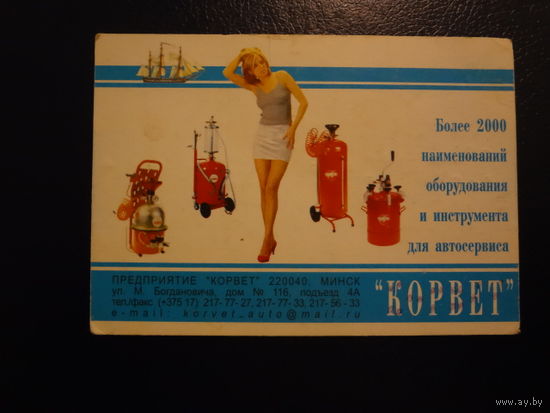 Более 2000
наименований
оборудования
и инструмента
для автосервиса
ПРЕДПРИЯТИЕ "КОРВЕТ" 220040, МИНСК
ул. М. Богдановича, дом № 116, подъезд 4А
тел./факс (+375 17) 217-77-27, 217-77-33, 217-56-33
e-mail: korvet_auto@mail.ru
"КОРВЕТ"
www.ay.by